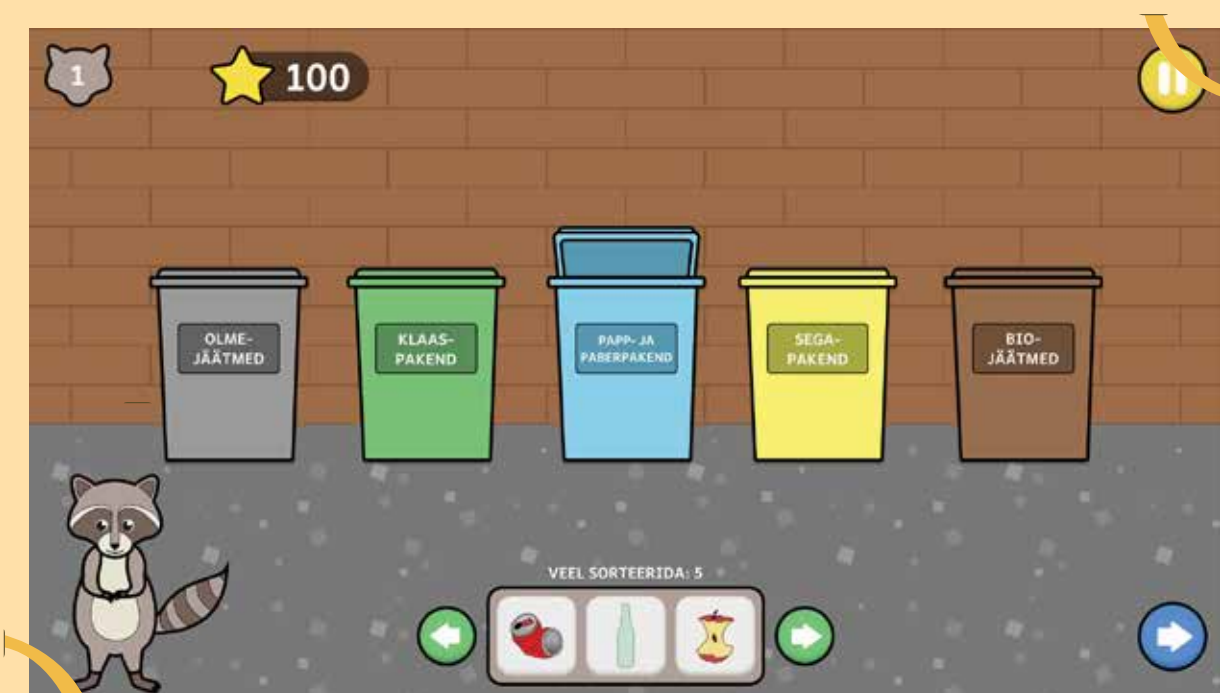 1
100
OLME-
JÄÄTMED
KLAAS-
PAKEND
PAPP- JA
PABERPAKEND
SEGA-
PAKEND
BIO-
JÄÄTMED
VEEL SORTEERIDA: 5